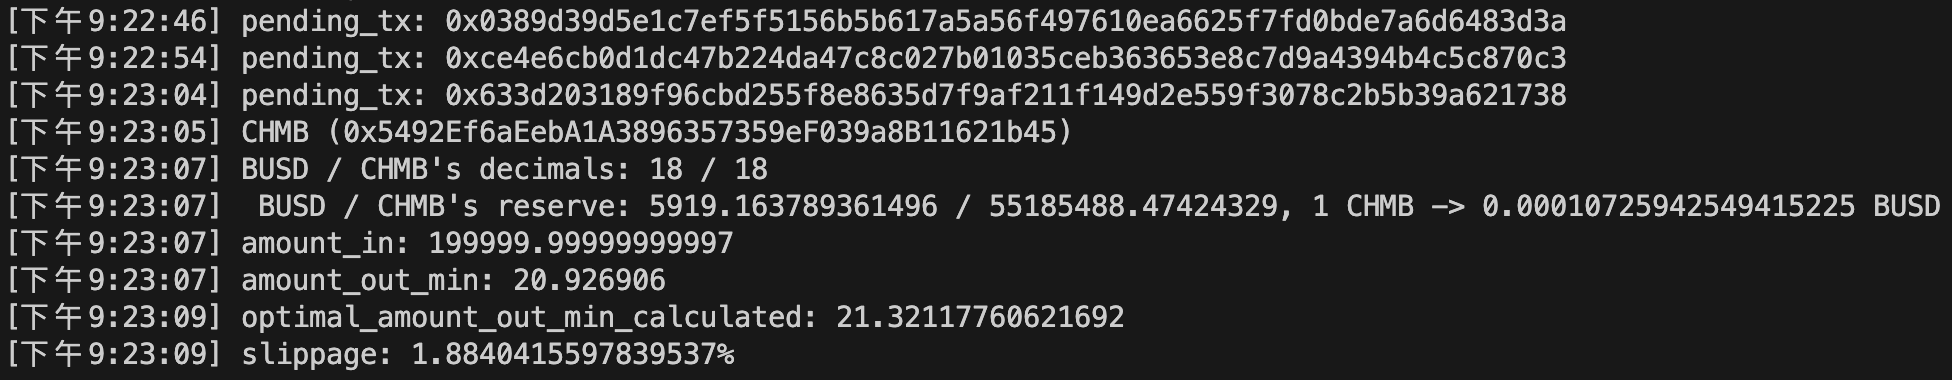 [下午9:22:46] pending_tx: 0x0389d39d5e1c7ef5f5156b5b617a5a56f497610ea6625f7fd0bde7a6d6483d3a
[下午9:22:54] pending_tx: 0xce4e6cb0d1dc47b224da47c8c027b01035ceb363653e8c7d9a4394b4c5c870c3
[下午9:23:04] pending_tx: 0x633d203189f96cbd255f8e8635d7f9af211f149d2e559f3078c2b5b39a621738
[下午9:23:05] CHMB (0x5492Ef6aEebA1A3896357359eF039a8B11621b45)
[下午9:23:07] BUSD / CHMB's decimals: 18 / 18
[下午9:23:07]  BUSD / CHMB's reserve: 5919.163789361496 / 55185488.47424329, 1 CHMB -> 0.00010725942549415225 BUSD
[下午9:23:07] amount_in: 199999.99999999997
[下午9:23:07] amount_out_min: 20.926906
[下午9:23:09] optimal_amount_out_min_calculated: 21.32117760621692
[下午9:23:09] slippage: 1.8840415597839537%